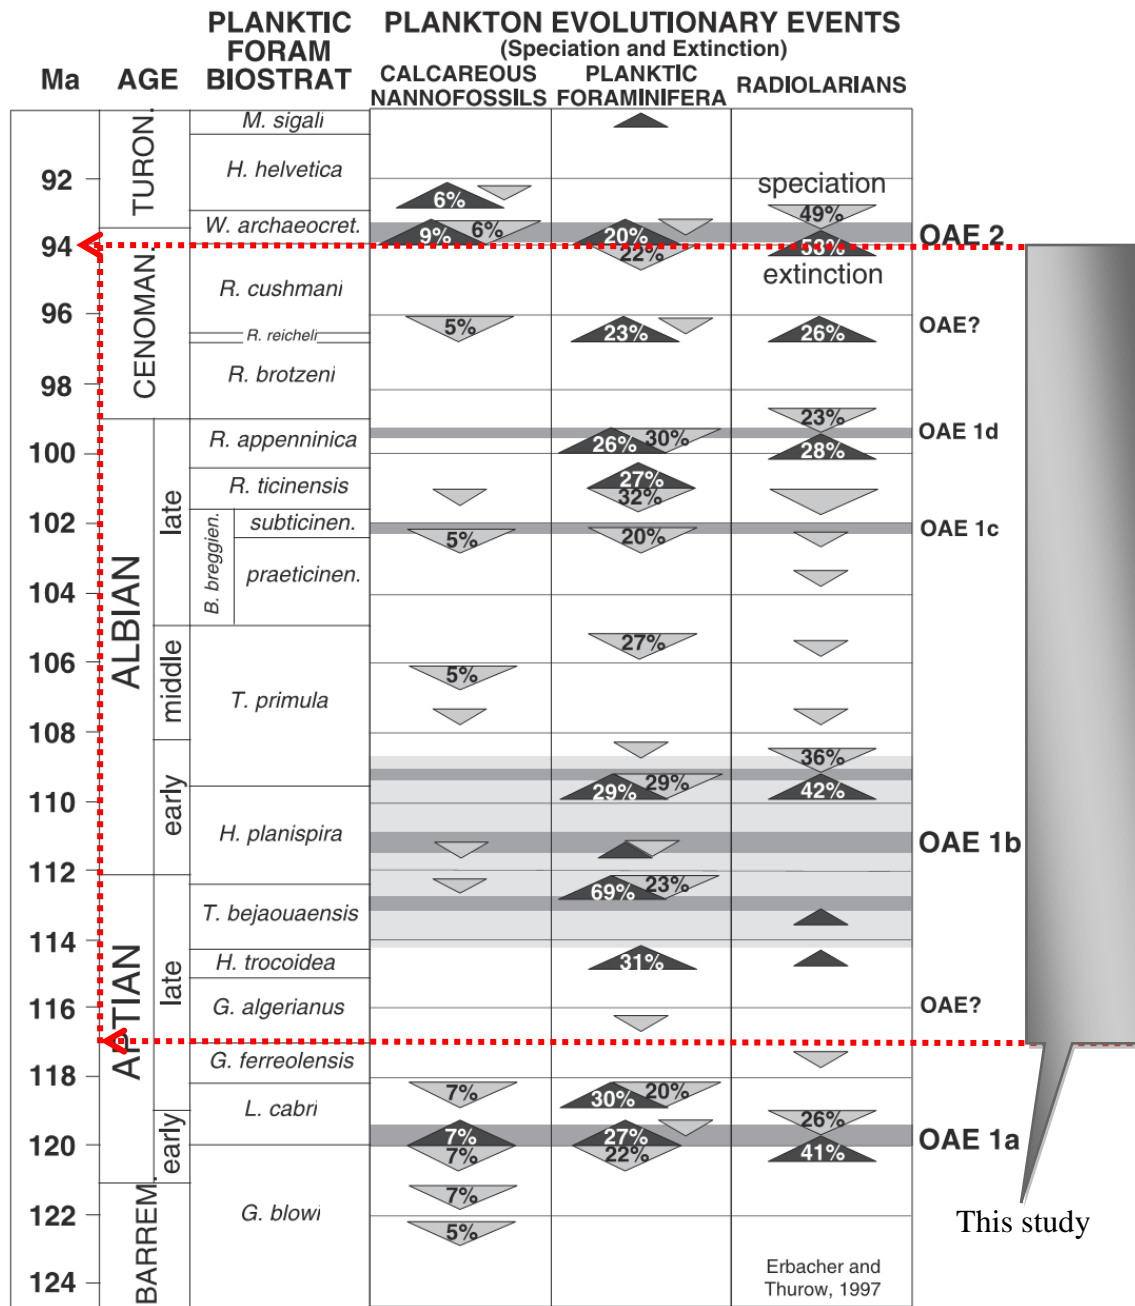 PLANKTIC FORAM BIOSTRAT
PLANKTON EVOLUTIONARY EVENTS
(Speciation and Extinction)
Ma
AGE
CALCAREOUS NANNOFOSSILS
PLANKTIC FORAMINIFERA
RADIOLARIANS
M. sigali
TURON.
92
H. helvetica
6%
speciation
W. archaeocret.
9%
6%
20%
49%
OAE 2
94
22%
53%
extinction
CENOMAN.
R. cushmani
96
5%
23%
26%
OAE?
R. reicheli
R. brotzeni
98
23%
R. appenninica
26%
30%
28%
OAE 1d
100
ALBIAN
late
R. ticinensis
27%
32%
102
B. breggien.
subticinen.
5%
20%
OAE 1c
praeticinen.
104
middle
27%
106
5%
T. primula
108
early
36%
29%
29%
42%
110
H. planispira
OAE 1b
112
69%
23%
APTIAN
late
T. bejaouaensis
114
H. trocoidea
31%
G. algerianus
116
OAE?
G. ferreolensis
118
7%
30%
20%
L. cabri
early
26%
7%
27%
OAE 1a
120
7%
22%
41%
BARREM.
G. blowi
7%
122
5%
This study
124
Erbacher and
Thurow, 1997